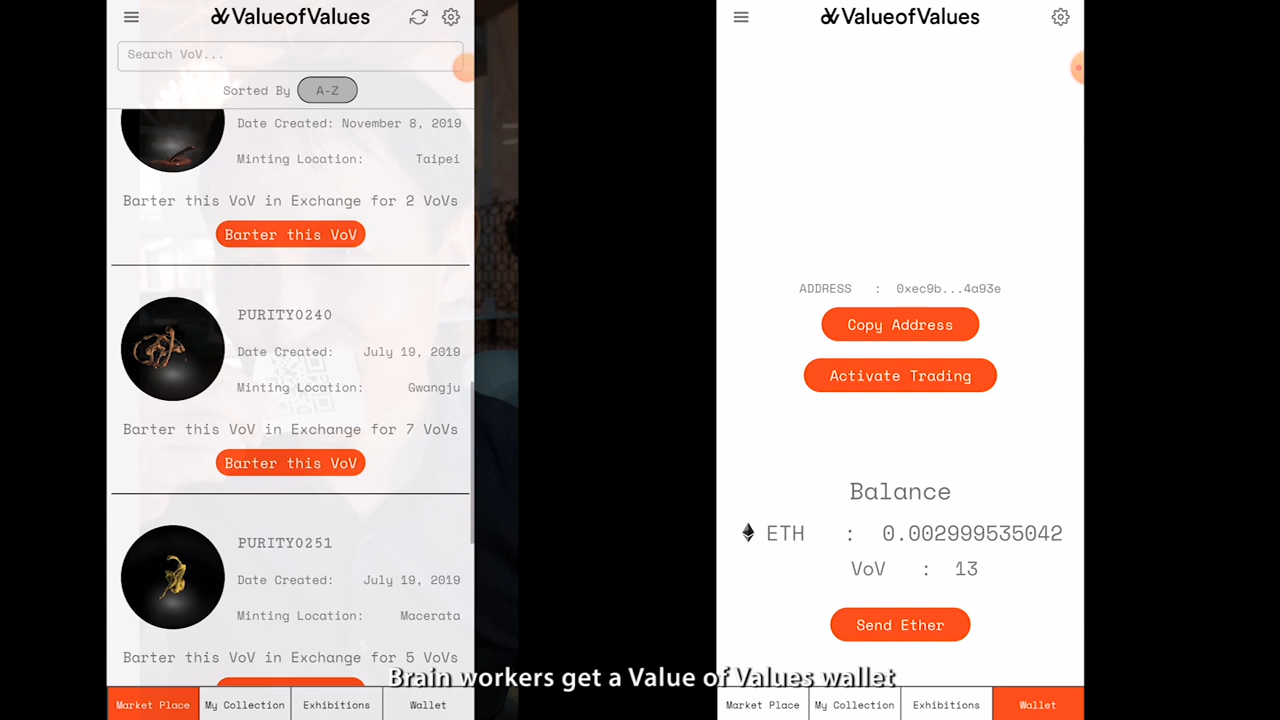 ValueofValues
Search VoV...
Sorted By A-Z
Date Created: November 8, 2019
Minting Location: Taipei
Barter this VoV in Exchange for 2 VoVs
Barter this VoV
PURITY0240
Date Created: July 19, 2019
Minting Location: Gwangju
Barter this VoV in Exchange for 7 VoVs
Barter this VoV
PURITY0251
Date Created: July 19, 2019
Minting Location: Macerata
Barter this VoV in Exchange for 5 VoVs
Market Place My Collection Exhibitions Wallet
ValueofValues
ADDRESS : 0xec9b...4a93e
Copy Address
Activate Trading
Balance
ETH : 0.002999535042
VoV : 13
Send Ether
Market Place My Collection Exhibitions Wallet
Brain workers get a Value of Values wallet